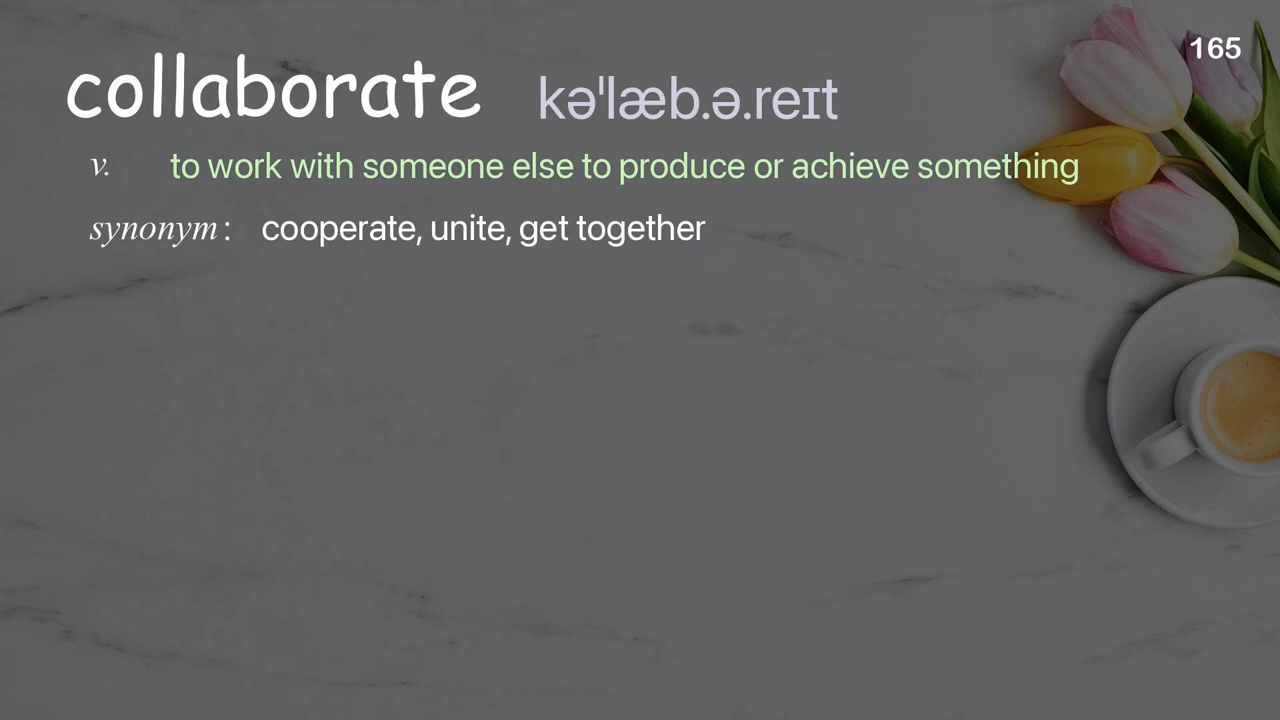 165
collaborate kə'læb.ə.reɪt
v. to work with someone else to produce or achieve something
synonym: cooperate, unite, get together